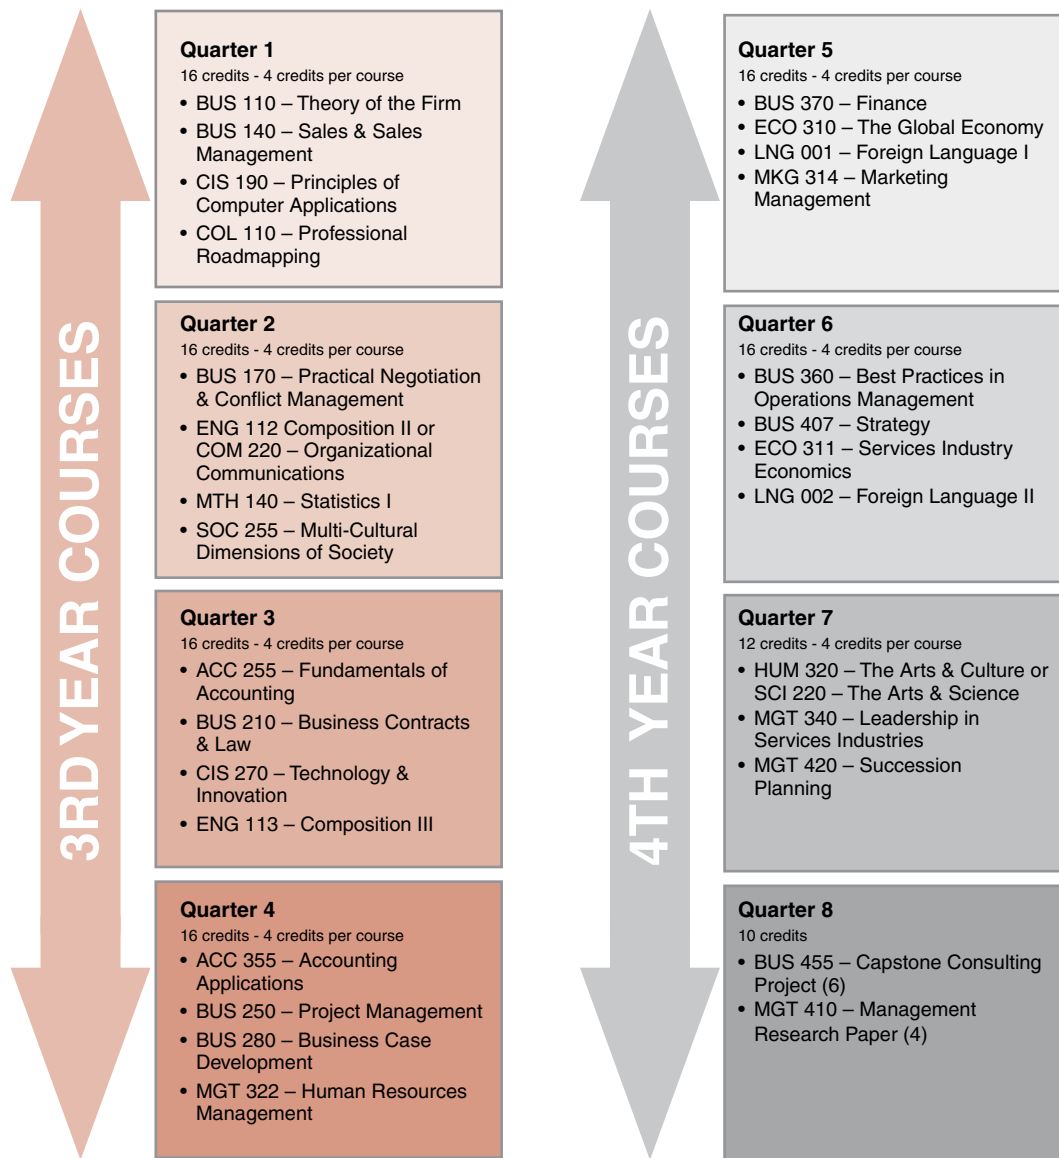 3RD YEAR COURSES
Quarter 1
16 credits - 4 credits per course
• BUS 110 – Theory of the Firm
• BUS 140 – Sales & Sales
Management
• CIS 190 – Principles of
Computer Applications
• COL 110 – Professional
Roadmapping
Quarter 2
16 credits - 4 credits per course
• BUS 170 – Practical Negotiation
& Conflict Management
• ENG 112 Composition II or
COM 220 – Organizational
Communications
• MTH 140 – Statistics I
• SOC 255 – Multi-Cultural
Dimensions of Society
Quarter 3
16 credits - 4 credits per course
• ACC 255 – Fundamentals of
Accounting
• BUS 210 – Business Contracts
& Law
• CIS 270 – Technology &
Innovation
• ENG 113 – Composition III
Quarter 4
16 credits - 4 credits per course
• ACC 355 – Accounting
Applications
• BUS 250 – Project Management
• BUS 280 – Business Case
Development
• MGT 322 – Human Resources
Management
4TH YEAR COURSES
Quarter 5
16 credits - 4 credits per course
• BUS 370 – Finance
• ECO 310 – The Global Economy
• LNG 001 – Foreign Language I
• MKG 314 – Marketing
Management
Quarter 6
16 credits - 4 credits per course
• BUS 360 – Best Practices in
Operations Management
• BUS 407 – Strategy
• ECO 311 – Services Industry
Economics
• LNG 002 – Foreign Language II
Quarter 7
12 credits - 4 credits per course
• HUM 320 – The Arts & Culture or
SCI 220 – The Arts & Science
• MGT 340 – Leadership in
Services Industries
• MGT 420 – Succession
Planning
Quarter 8
10 credits
• BUS 455 – Capstone Consulting
Project (6)
• MGT 410 – Management
Research Paper (4)